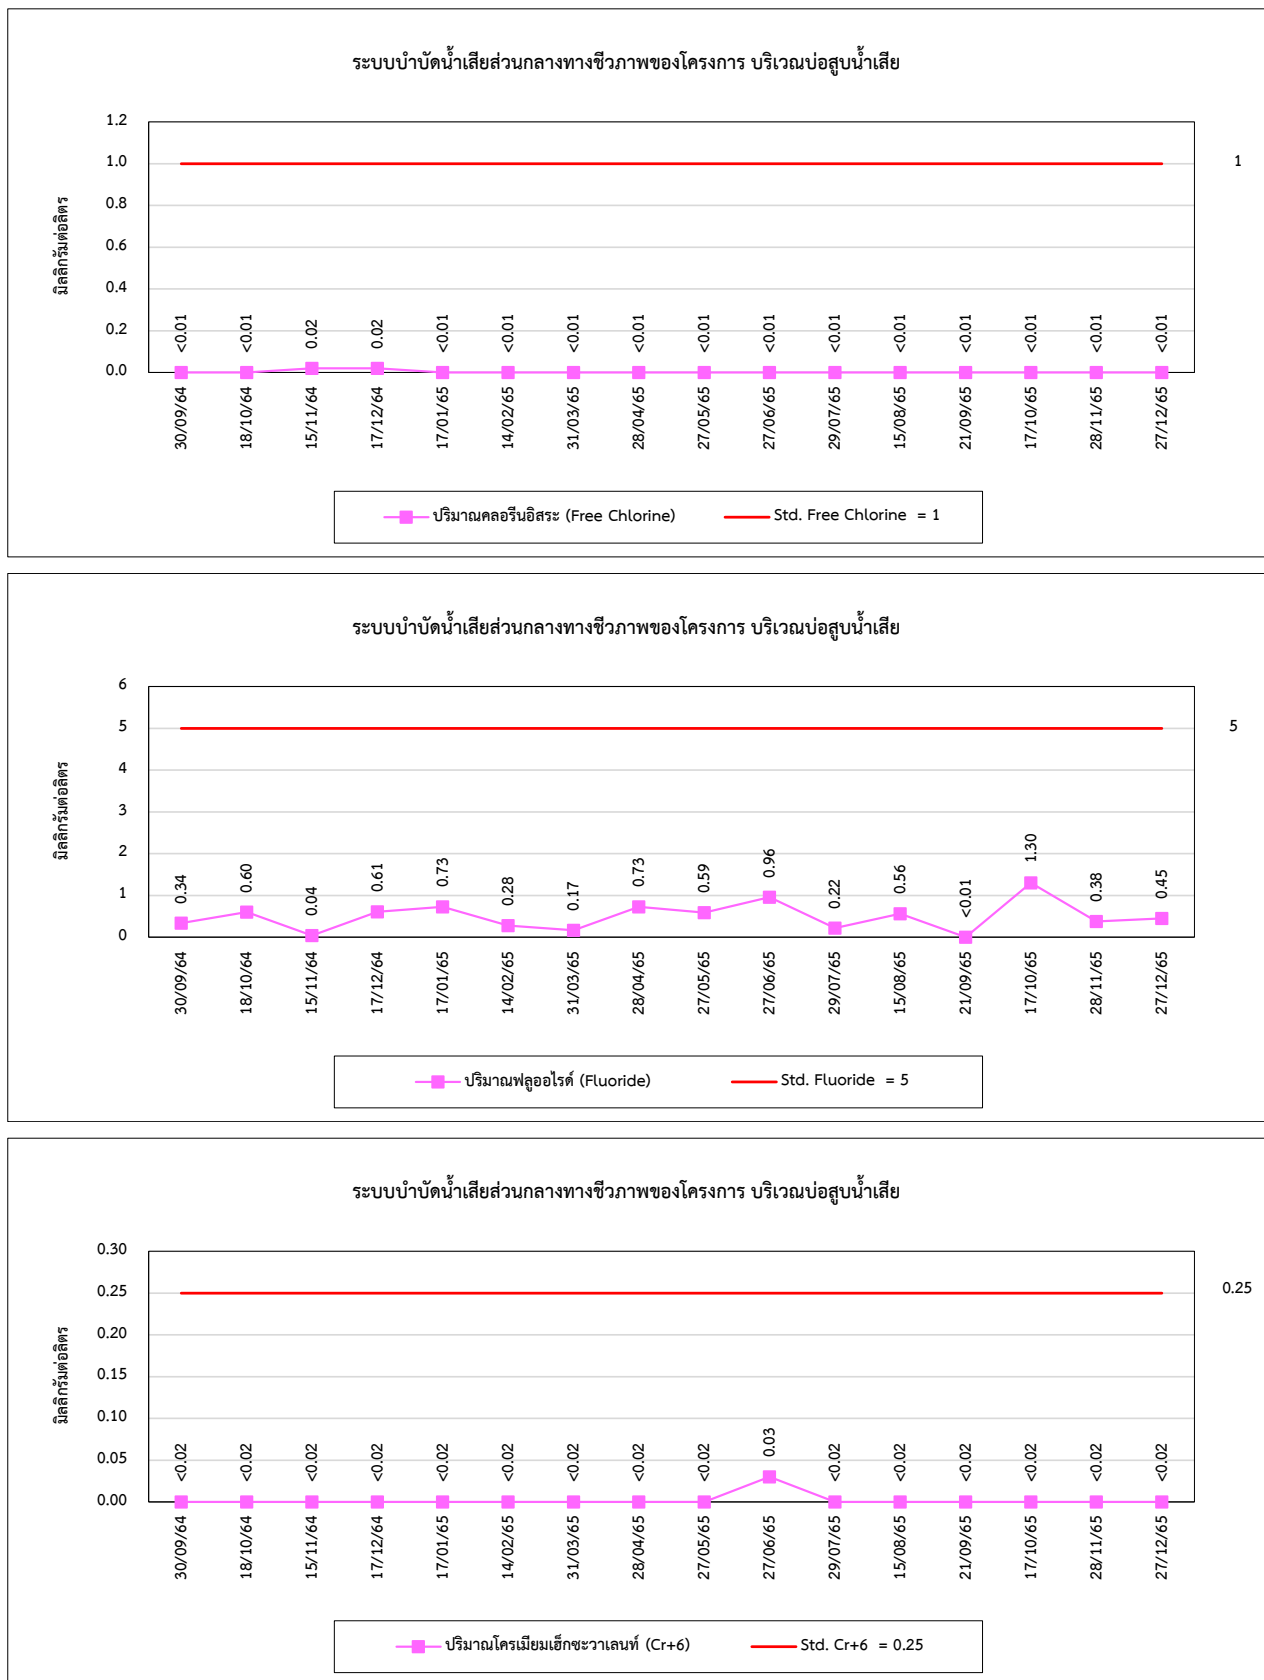 ระบบบำบัดน้ำเสียส่วนกลางทางชีวภาพของโครงการ บริเวณบ่อสูบน้ำเสีย
มิลลิกรัมต่อลิตร
1.2
1.0
0.8
0.6
0.4
0.2
0.0
1
<0.01 <0.01 0.02 0.02 <0.01 <0.01 <0.01 <0.01 <0.01 <0.01 <0.01 <0.01 <0.01 <0.01 <0.01 <0.01
30/09/64 18/10/64 15/11/64 17/12/64 17/01/65 14/02/65 31/03/65 28/04/65 27/05/65 27/06/65 29/07/65 15/08/65 21/09/65 17/10/65 28/11/65 27/12/65
ปริมาณคลอรีนอิสระ (Free Chlorine) Std. Free Chlorine = 1
ระบบบำบัดน้ำเสียส่วนกลางทางชีวภาพของโครงการ บริเวณบ่อสูบน้ำเสีย
มิลลิกรัมต่อลิตร
6
5
4
3
2
1
0
5
0.34 0.60 0.04 0.61 0.73 0.28 0.17 0.73 0.59 0.96 0.22 0.56 <0.01 1.30 0.38 0.45
30/09/64 18/10/64 15/11/64 17/12/64 17/01/65 14/02/65 31/03/65 28/04/65 27/05/65 27/06/65 29/07/65 15/08/65 21/09/65 17/10/65 28/11/65 27/12/65
ปริมาณฟลูออไรด์ (Fluoride) Std. Fluoride = 5
ระบบบำบัดน้ำเสียส่วนกลางทางชีวภาพของโครงการ บริเวณบ่อสูบน้ำเสีย
มิลลิกรัมต่อลิตร
0.30
0.25
0.20
0.15
0.10
0.05
0.00
0.25
<0.02 <0.02 <0.02 <0.02 <0.02 <0.02 <0.02 <0.02 <0.02 0.03 <0.02 <0.02 <0.02 <0.02 <0.02 <0.02
30/09/64 18/10/64 15/11/64 17/12/64 17/01/65 14/02/65 31/03/65 28/04/65 27/05/65 27/06/65 29/07/65 15/08/65 21/09/65 17/10/65 28/11/65 27/12/65
ปริมาณโครเมียมเฮ็กซะวาเลนท์ (Cr+6) Std. Cr+6 = 0.25